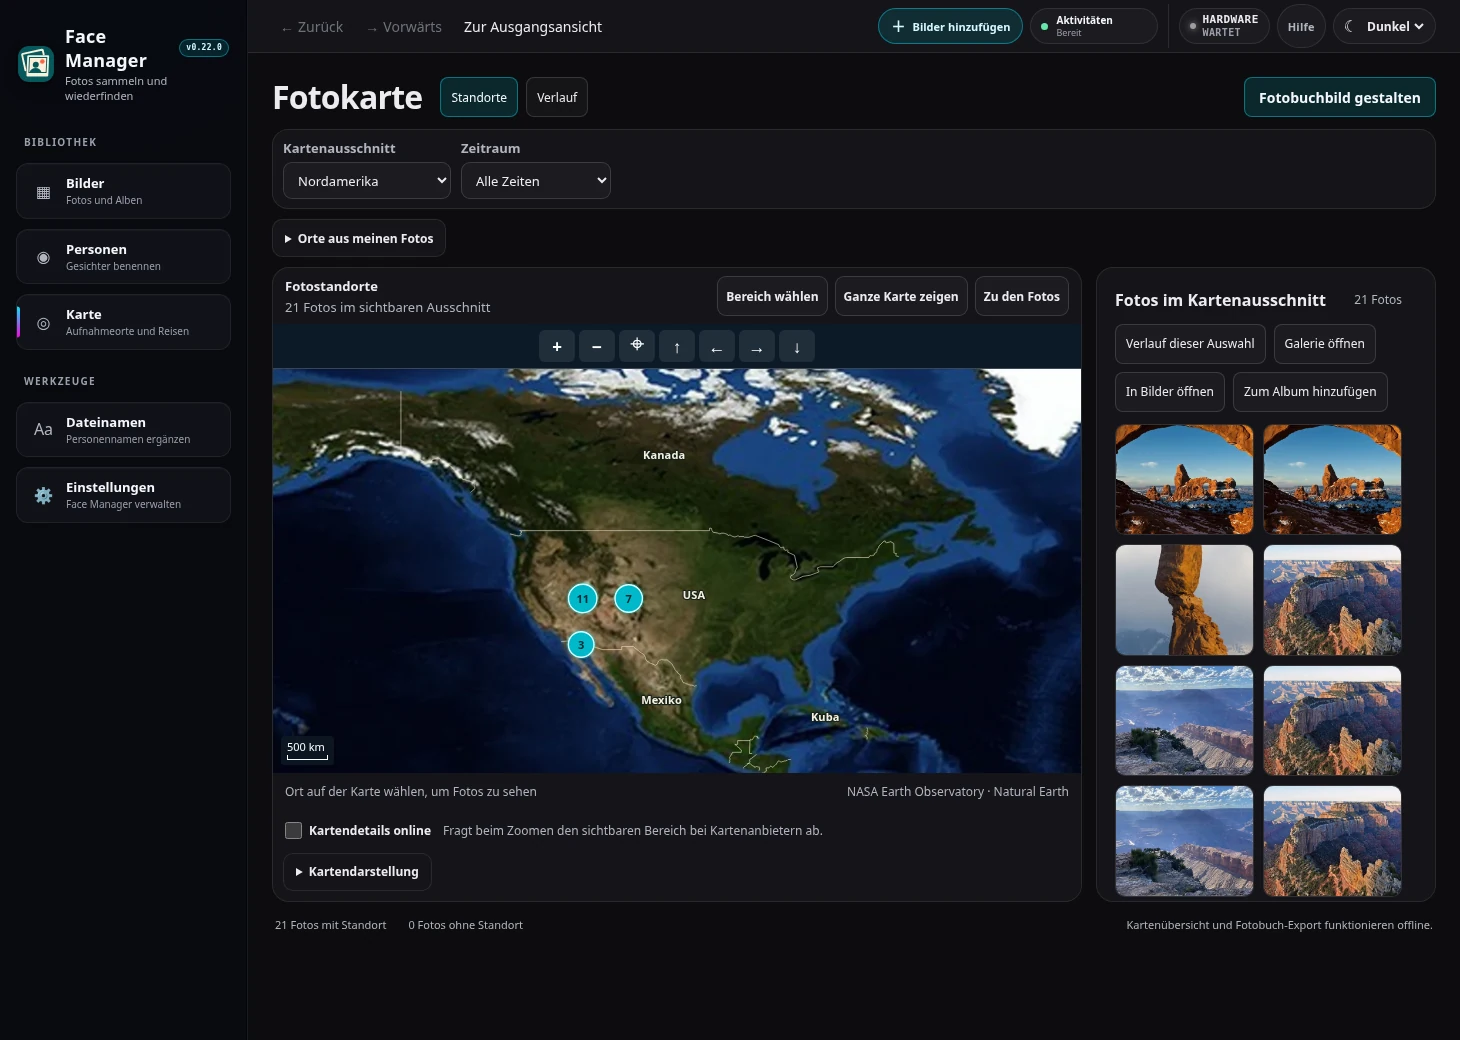 Face Manager
v0.22.0
Fotos sammeln und wiederfinden
BIBLIOTHEK
Bilder
Fotos und Alben
Personen
Gesichter benennen
Karte
Aufnahmeorte und Reisen
WERKZEUGE
Aa
Dateinamen
Personennamen ergänzen
Einstellungen
Face Manager verwalten
← Zurück
→ Vorwärts
Zur Ausgangsansicht
+ Bilder hinzufügen
Aktivitäten
Bereit
HARDWARE
WARTET
Hilfe
Dunkel
Fotokarte
Standorte
Verlauf
Fotobuchbild gestalten
Kartenausschnitt
Zeitraum
Nordamerika
Alle Zeiten
Orte aus meinen Fotos
Fotostandorte
21 Fotos im sichtbaren Ausschnitt
Bereich wählen
Ganze Karte zeigen
Zu den Fotos
+ − ⌖ ↑ ← → ↓
Kanada
USA
11
7
3
Mexiko
Kuba
500 km
Ort auf der Karte wählen, um Fotos zu sehen
NASA Earth Observatory · Natural Earth
Kartendetails online
Fragt beim Zoomen den sichtbaren Bereich bei Kartenanbietern ab.
Kartendarstellung
Fotos im Kartenausschnitt
21 Fotos
Verlauf dieser Auswahl
Galerie öffnen
In Bilder öffnen
Zum Album hinzufügen
21 Fotos mit Standort
0 Fotos ohne Standort
Kartenübersicht und Fotobuch-Export funktionieren offline.